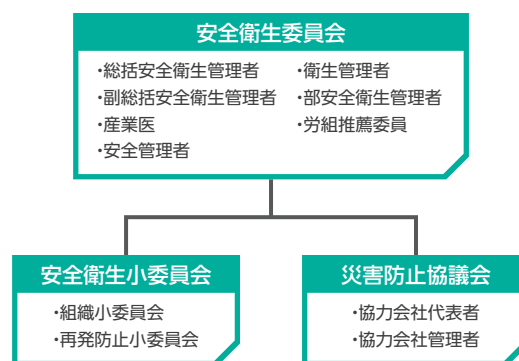 安全衛生委員会
・総括安全衛生管理者
・副総括安全衛生管理者
・産業医
・安全管理者
・衛生管理者
・部安全衛生管理者
・労組推薦委員
安全衛生小委員会
・組織小委員会
・再発防止小委員会
災害防止協議会
・協力会社代表者
・協力会社管理者